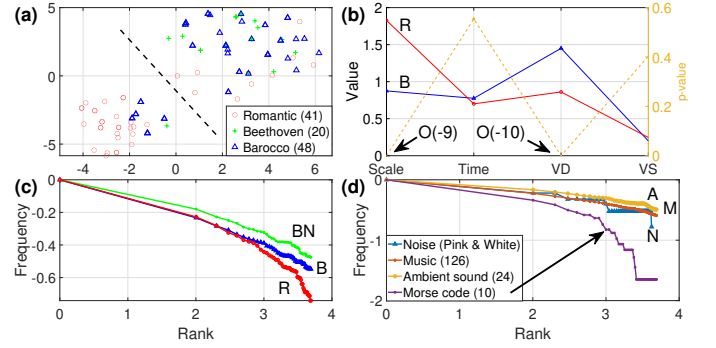 (a)
5
0
-5
-4
-2
0
2
4
6
Romantic (41)
Beethoven (20)
Barocco (48)
(b)
2
1.5
1
0.5
0
Value
R
B
O(-9)
O(-10)
Scale
Time
VD
VS
0.6
0.4
0.2
0
p-value
(c)
0
-0.2
-0.4
-0.6
Frequency
BN
B
R
0
1
2
3
4
Rank
(d)
0
-1
-2
Frequency
A
M
N
Noise (Pink & White)
Music (126)
Ambient sound (24)
Morse code (10)
0
1
2
3
4
Rank